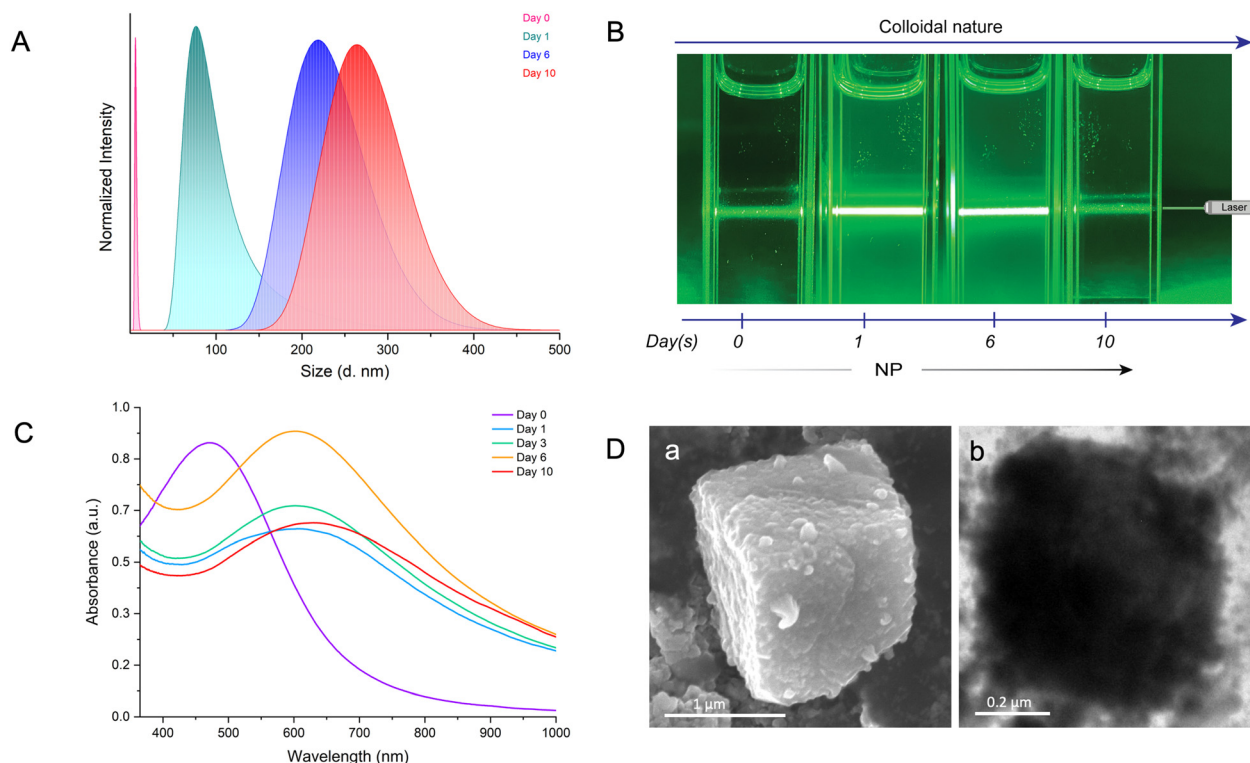 A
Day 0
Day 1
Day 6
Day 10
Normalized Intensity
100
200
300
400
500
Size (d. nm)
B
Colloidal nature
Laser
Day(s)
0
1
6
10
NP
C
Day 0
Day 1
Day 3
Day 6
Day 10
Absorbance (a.u.)
1.0
0.8
0.7
0.5
0.3
0.2
0.0
400
500
600
700
800
900
1000
Wavelength (nm)
D
a
1 µm
b
0.2 µm